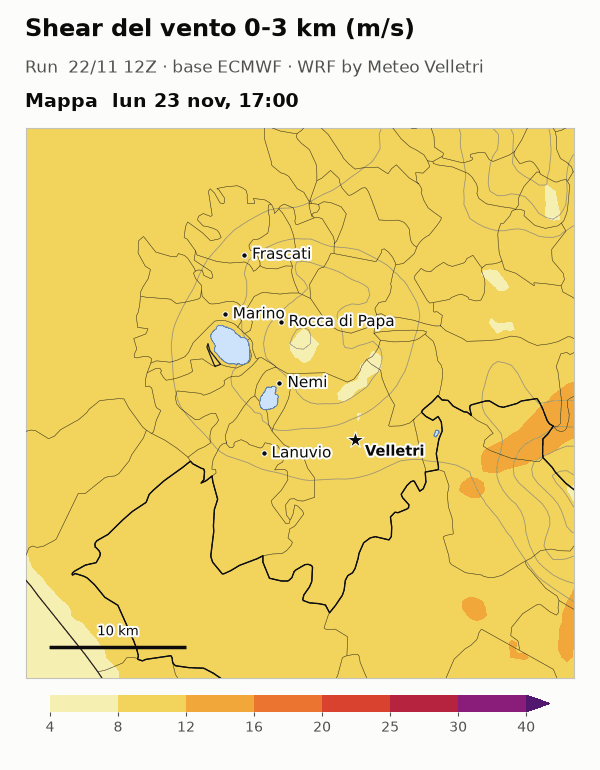 Shear del vento 0-3 km (m/s)
Run  22/11 12Z · base ECMWF · WRF by Meteo Velletri
Mappa  lun 23 nov, 17:00
Frascati
Marino
Rocca di Papa
Nemi
Velletri
Lanuvio
10 km
4 8 12 16 20 25 30 40